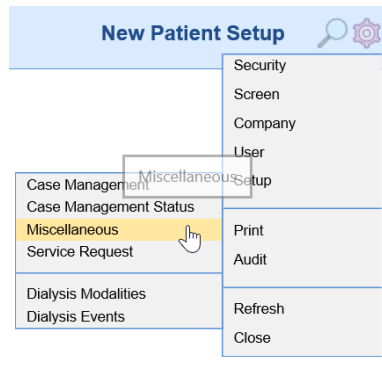 New Patient Setup
Security
Screen
Company
User
Setup
Print
Audit
Refresh
Close
Miscellaneous
Case Management
Case Management Status
Miscellaneous
Service Request
Dialysis Modalities
Dialysis Events